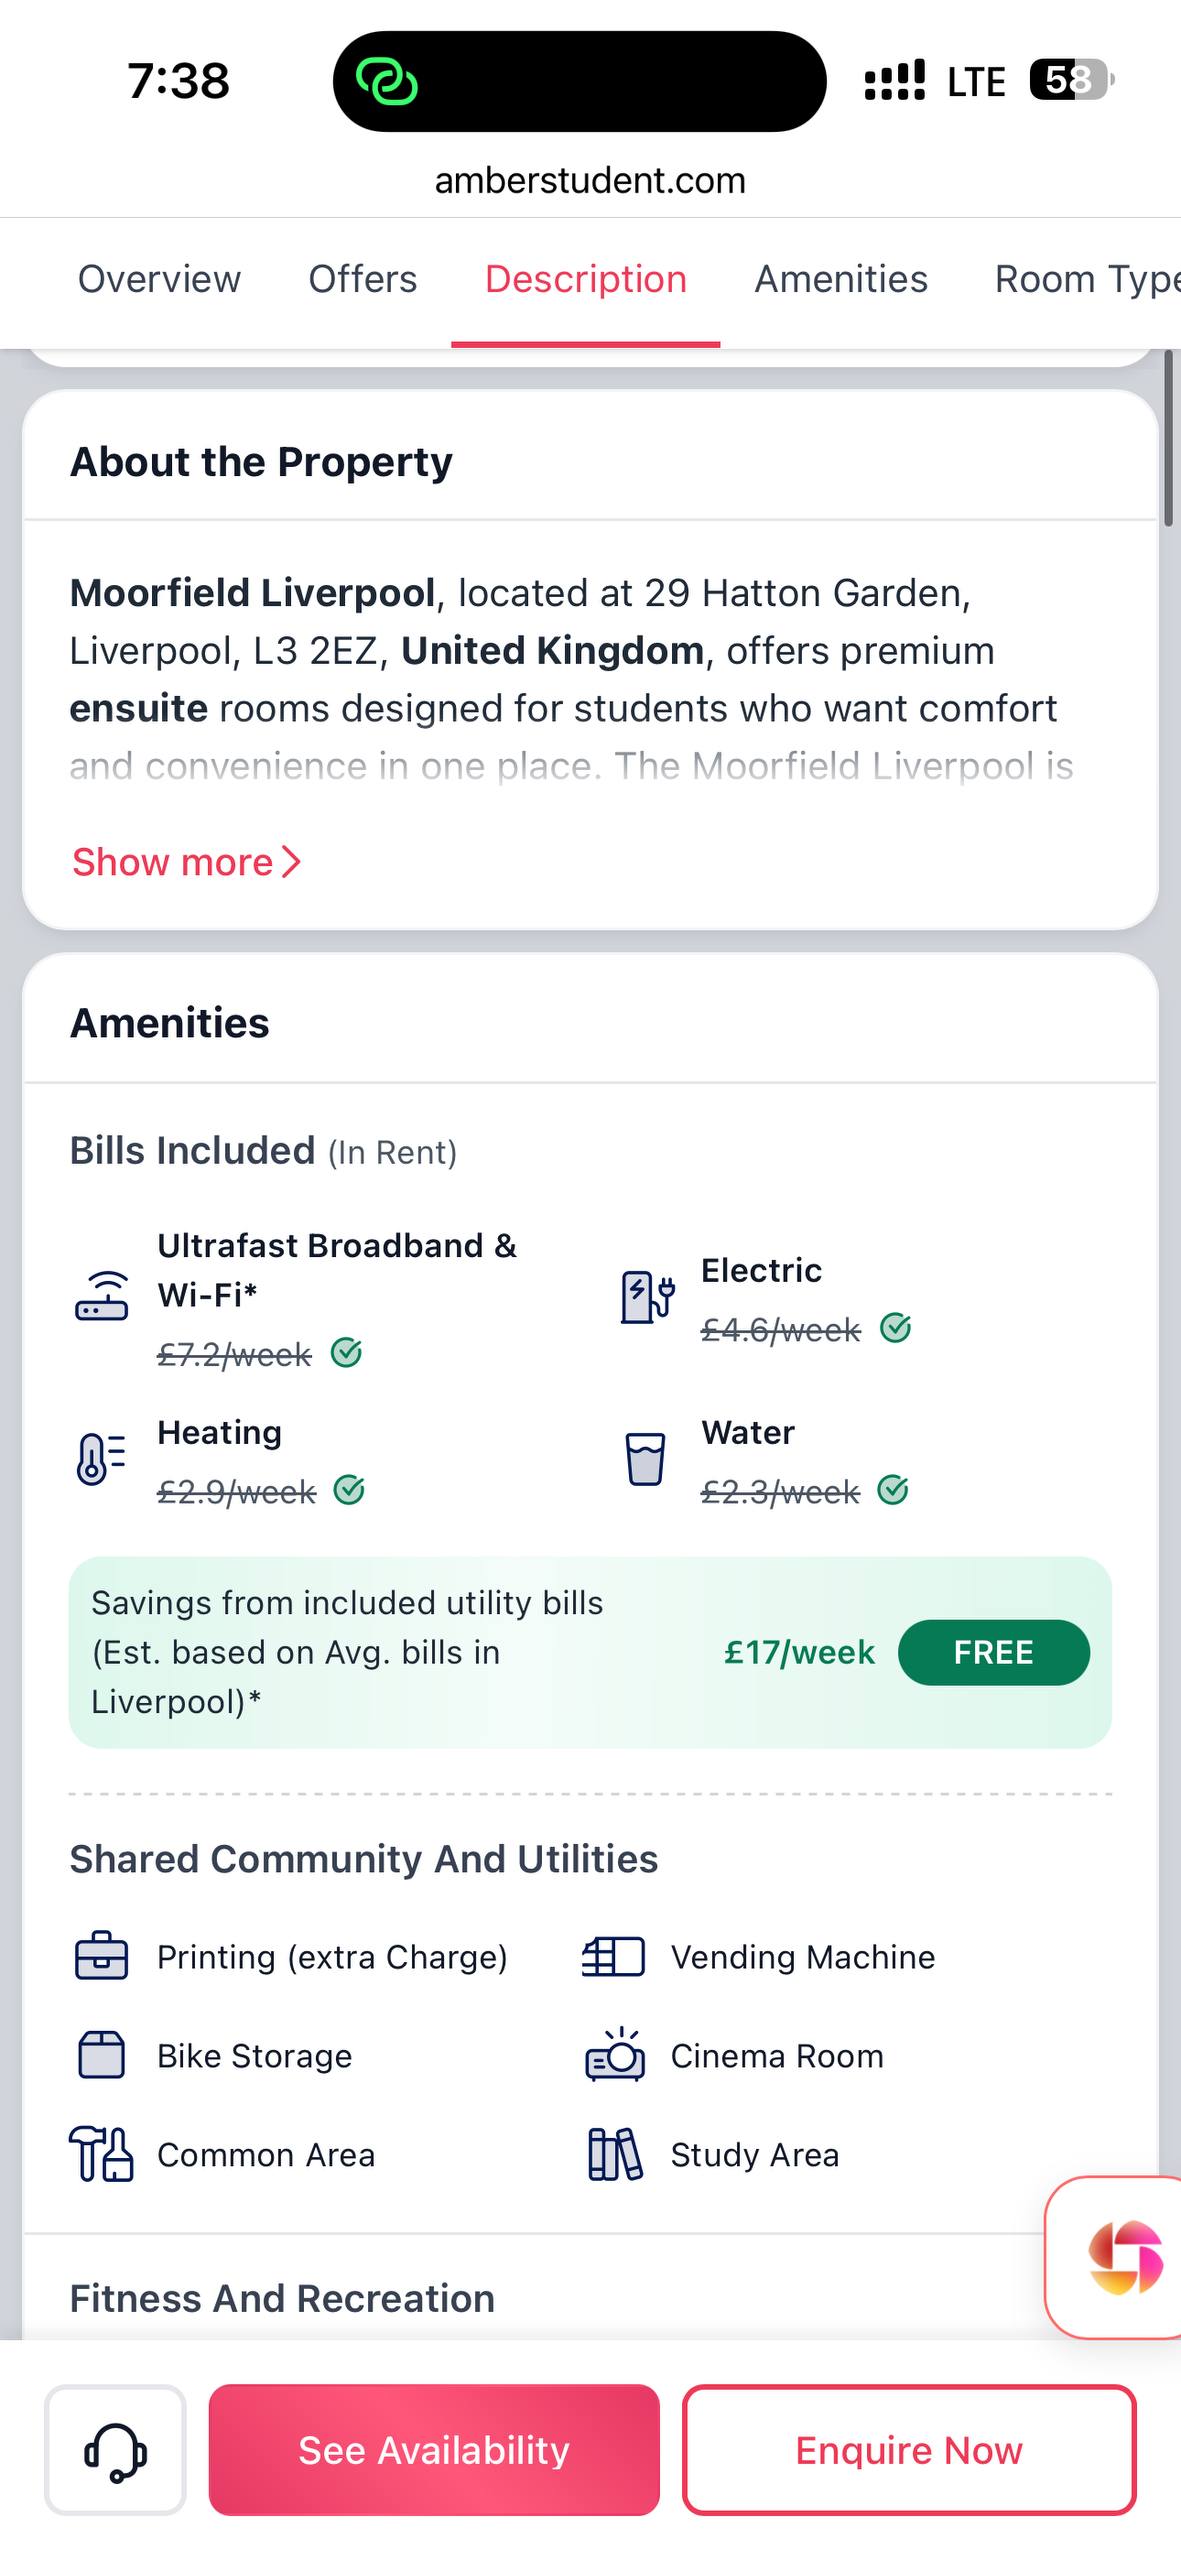 7:38
LTE
58
amberstudent.com
Overview Offers Description Amenities Room Type
About the Property
Moorfield Liverpool, located at 29 Hatton Garden,
Liverpool, L3 2EZ, United Kingdom, offers premium
ensuite rooms designed for students who want comfort
and convenience in one place. The Moorfield Liverpool is
Show more
Amenities
Bills Included (In Rent)
Ultrafast Broadband &
Wi-Fi*
£7.2/week
Electric
£4.6/week
Heating
£2.9/week
Water
£2.3/week
Savings from included utility bills
(Est. based on Avg. bills in
Liverpool)*
£17/week FREE
Shared Community And Utilities
Printing (extra Charge)
Vending Machine
Bike Storage
Cinema Room
Common Area
Study Area
Fitness And Recreation
See Availability
Enquire Now